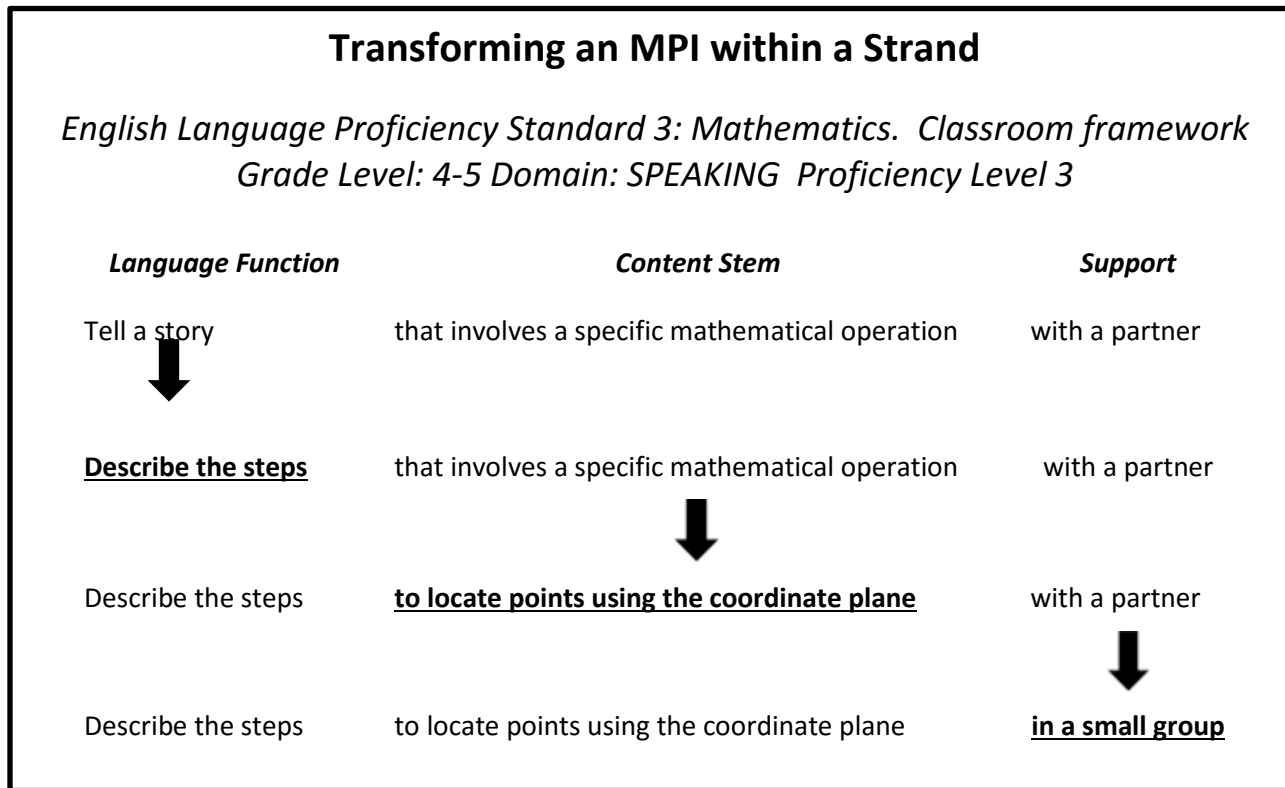 Transforming an MPI within a Strand
English Language Proficiency Standard 3: Mathematics.  Classroom framework
Grade Level: 4-5 Domain: SPEAKING  Proficiency Level 3
Language Function Content Stem Support
Tell a story that involves a specific mathematical operation with a partner
Describe the steps that involves a specific mathematical operation with a partner
Describe the steps to locate points using the coordinate plane with a partner
Describe the steps to locate points using the coordinate plane in a small group